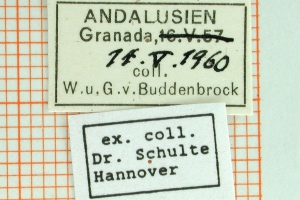 ANDALUSIEN
Granada, 16.V.57.
14.V.1960
coll.
W.u.G.v.Buddenbrock
ex. coll.
Dr. Schulte
Hannover